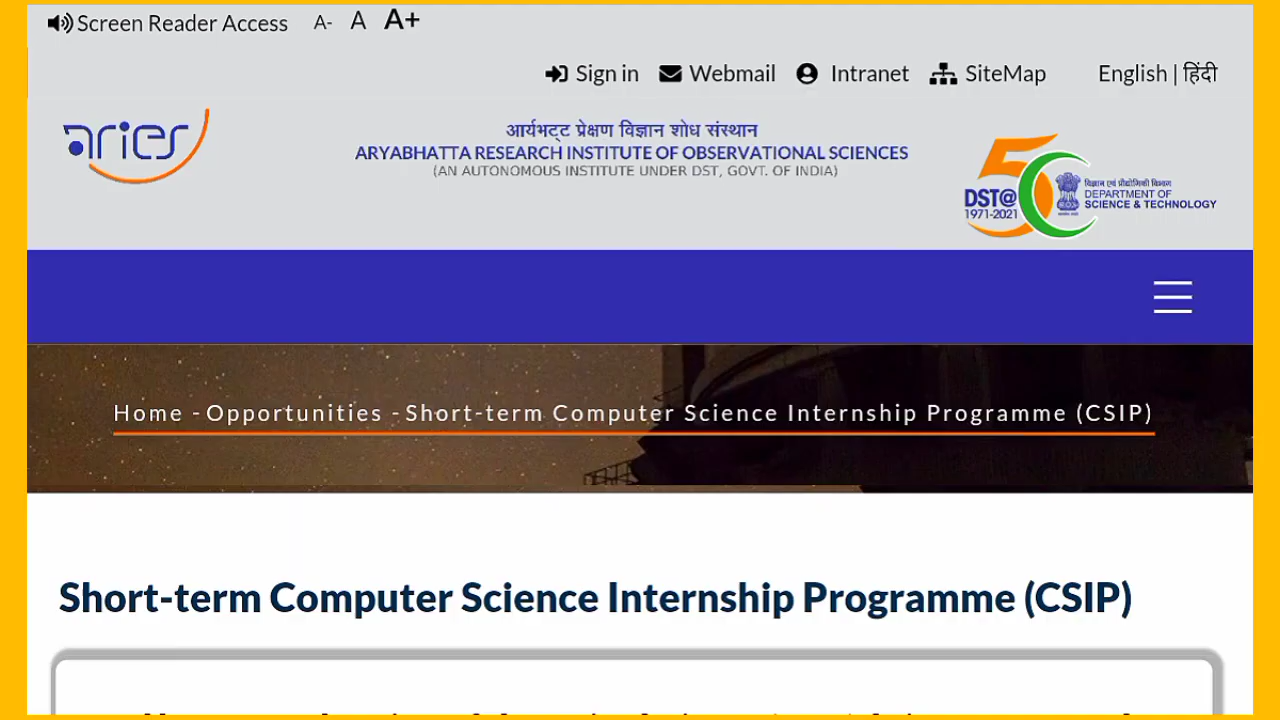 Screen Reader Access A- A A+
Sign in Webmail Intranet SiteMap English | हिंदी
aries
आर्यभट्ट प्रेक्षण विज्ञान शोध संस्थान
ARYABHATTA RESEARCH INSTITUTE OF OBSERVATIONAL SCIENCES
(AN AUTONOMOUS INSTITUTE UNDER DST, GOVT. OF INDIA)
50
DST@
1971-2021
विज्ञान एवं प्रौद्योगिकी विभाग
DEPARTMENT OF
SCIENCE & TECHNOLOGY
Home - Opportunities - Short-term Computer Science Internship Programme (CSIP)
Short-term Computer Science Internship Programme (CSIP)